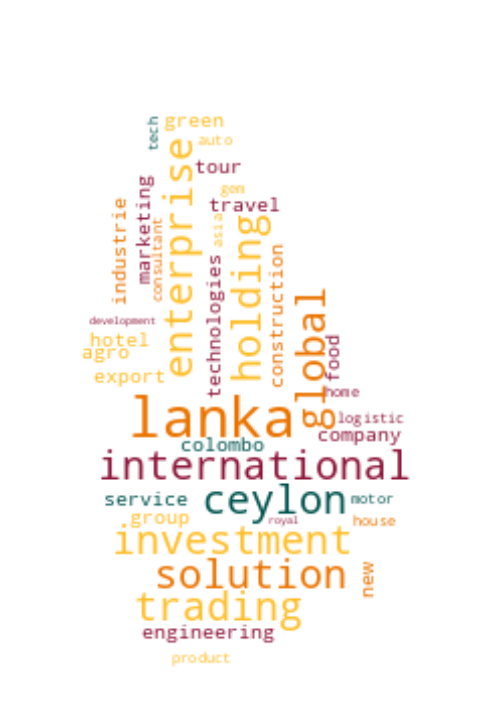 tech
green
auto
tour
enterprise
gem
travel
marketing
industrie
consultant
asia
holding
technologies
construction
global
development
hotel
agro
export
food
home
lanka
logistic
company
colombo
international
service
ceylon
motor
group
royal
house
investment
solution
new
trading
engineering
product